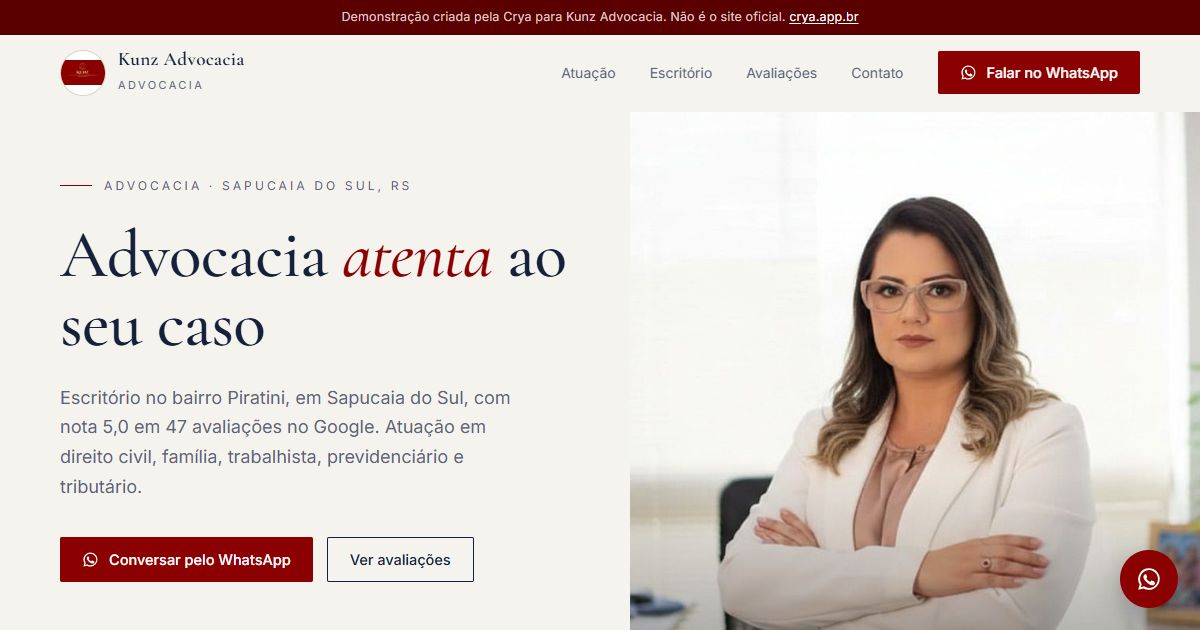 Demonstração criada pela Crya para Kunz Advocacia. Não é o site oficial. crya.app.br
Kunz Advocacia
ADVOCACIA
Atuação
Escritório
Avaliações
Contato
Falar no WhatsApp
ADVOCACIA · SAPUCAIA DO SUL, RS
Advocacia atenta ao
seu caso
Escritório no bairro Piratini, em Sapucaia do Sul, com
nota 5,0 em 47 avaliações no Google. Atuação em
direito civil, família, trabalhista, previdenciário e
tributário.
Conversar pelo WhatsApp
Ver avaliações